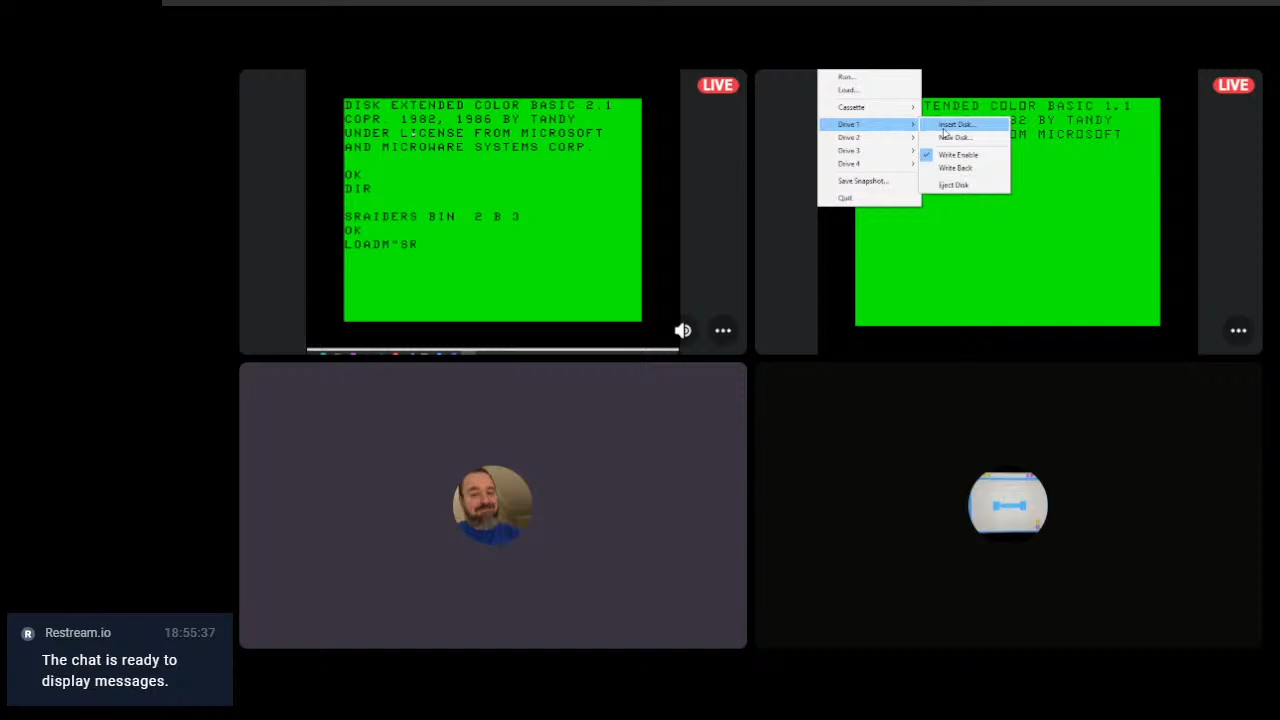 DISK EXTENDED COLOR BASIC 2.1
COPR. 1982, 1986 BY TANDY
UNDER LICENSE FROM MICROSOFT
AND MICROWARE SYSTEMS CORP.
OK
DIR
SRAIDERS BIN 2 B 3
OK
LOADM"SR
LIVE
TENDED COLOR BASIC 1.1
82 BY TANDY
OM MICROSOFT
Run...
Load...
Cassette
Drive 1
Drive 2
Drive 3
Drive 4
Save Snapshot...
Quit
Insert Disk...
New Disk...
Write Enable
Write Back
Eject Disk
LIVE
R Restream.io 18:55:37
The chat is ready to
display messages.